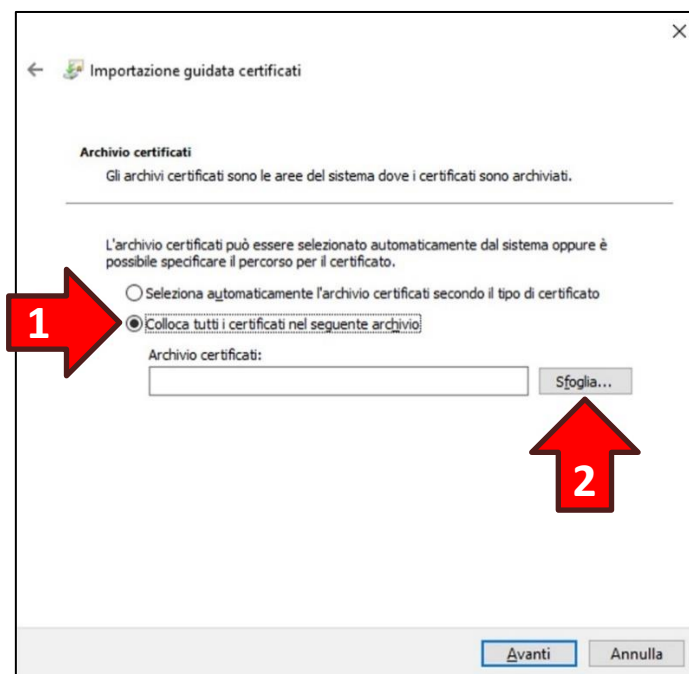 Importazione guidata certificati
Archivio certificati
Gli archivi certificati sono le aree del sistema dove i certificati sono archiviati.
L'archivio certificati può essere selezionato automaticamente dal sistema oppure è
possibile specificare il percorso per il certificato.
Seleziona automaticamente l'archivio certificati secondo il tipo di certificato
1
Colloca tutti i certificati nel seguente archivio
Archivio certificati:
Sfoglia...
2
Avanti
Annulla